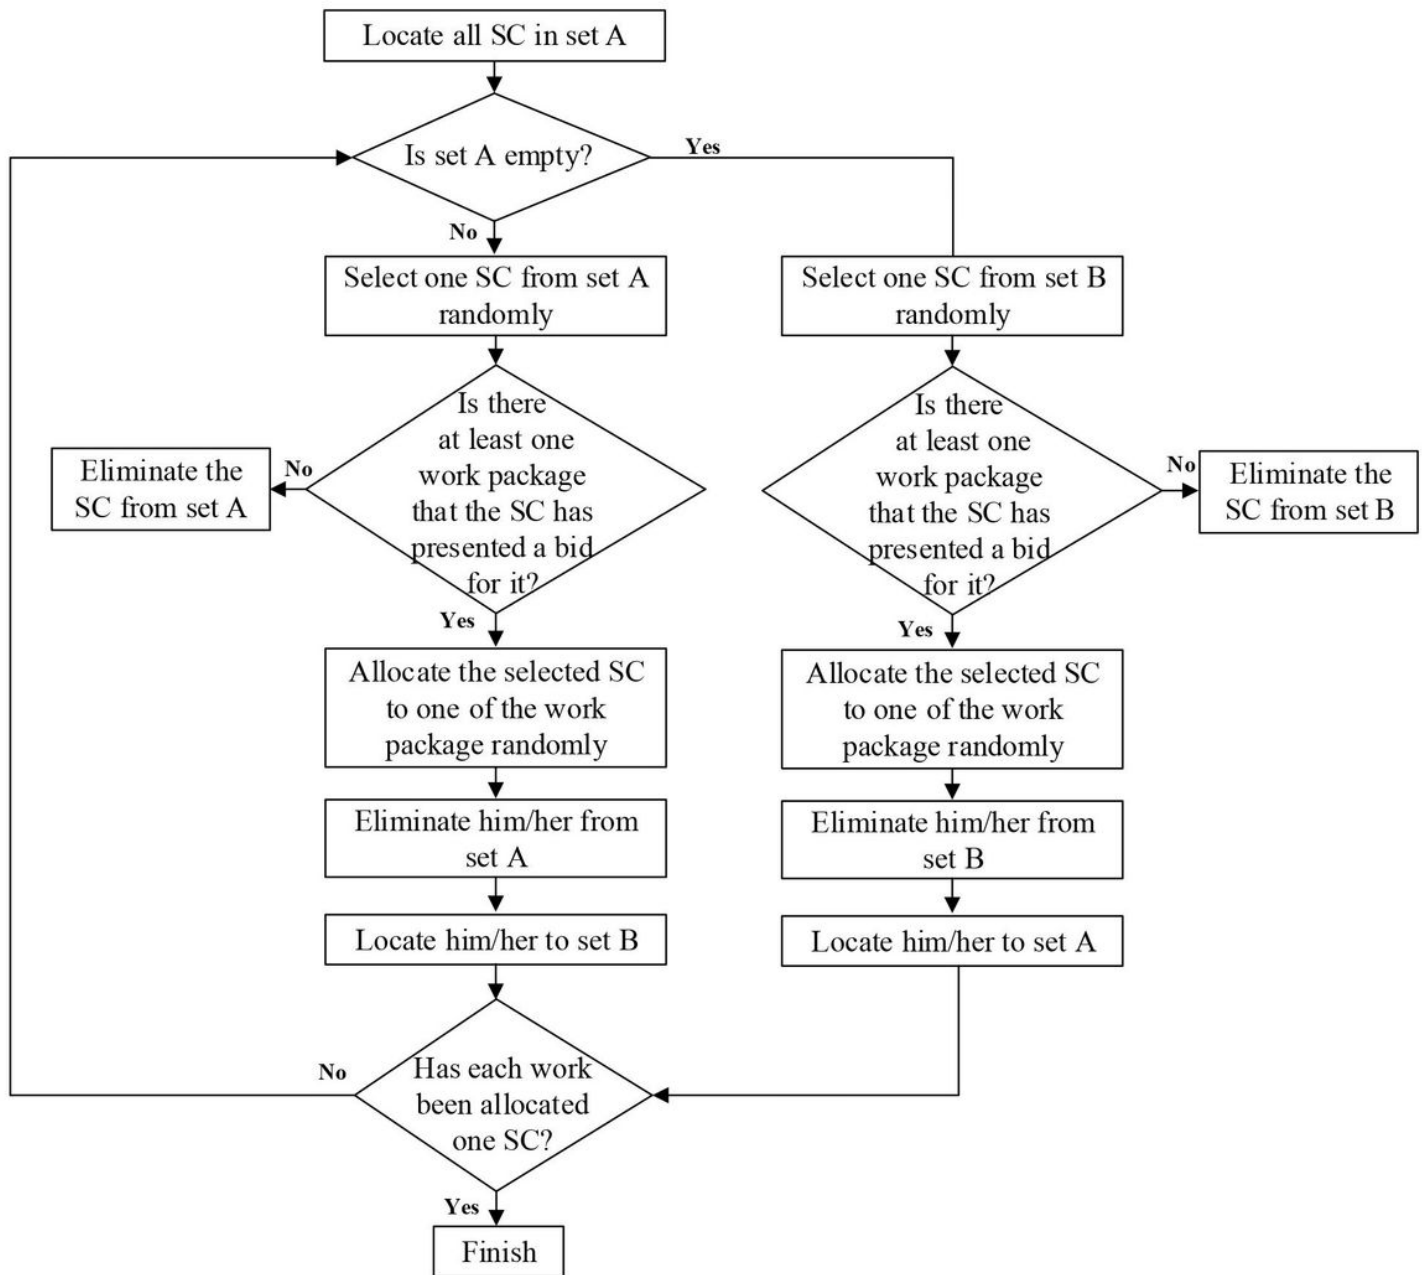 Locate all SC in set A
Is set A empty?
Yes
No
Select one SC from set A
randomly
Select one SC from set B
randomly
Is there
at least one
work package
that the SC has
presented a bid
for it?
No
Eliminate the
SC from set A
Is there
at least one
work package
that the SC has
presented a bid
for it?
No
Eliminate the
SC from set B
Yes
Allocate the selected SC
to one of the work
package randomly
Yes
Allocate the selected SC
to one of the work
package randomly
Eliminate him/her from
set A
Eliminate him/her from
set B
Locate him/her to set B
Locate him/her to set A
No
Has each work
been allocated
one SC?
Yes
Finish